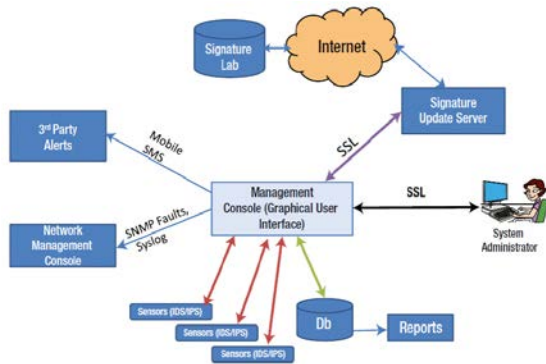 Signature
Lab
Internet
Signature
Update Server
3rd Party
Alerts
Mobile
SMS
SSL
Management
Console (Graphical User
Interface)
SSL
System
Administrator
Network
Management
Console
SNMP Faults,
Syslog
Sensors (IDS/IPS)
Sensors (IDS/IPS)
Sensors (IDS/IPS)
Db
Reports